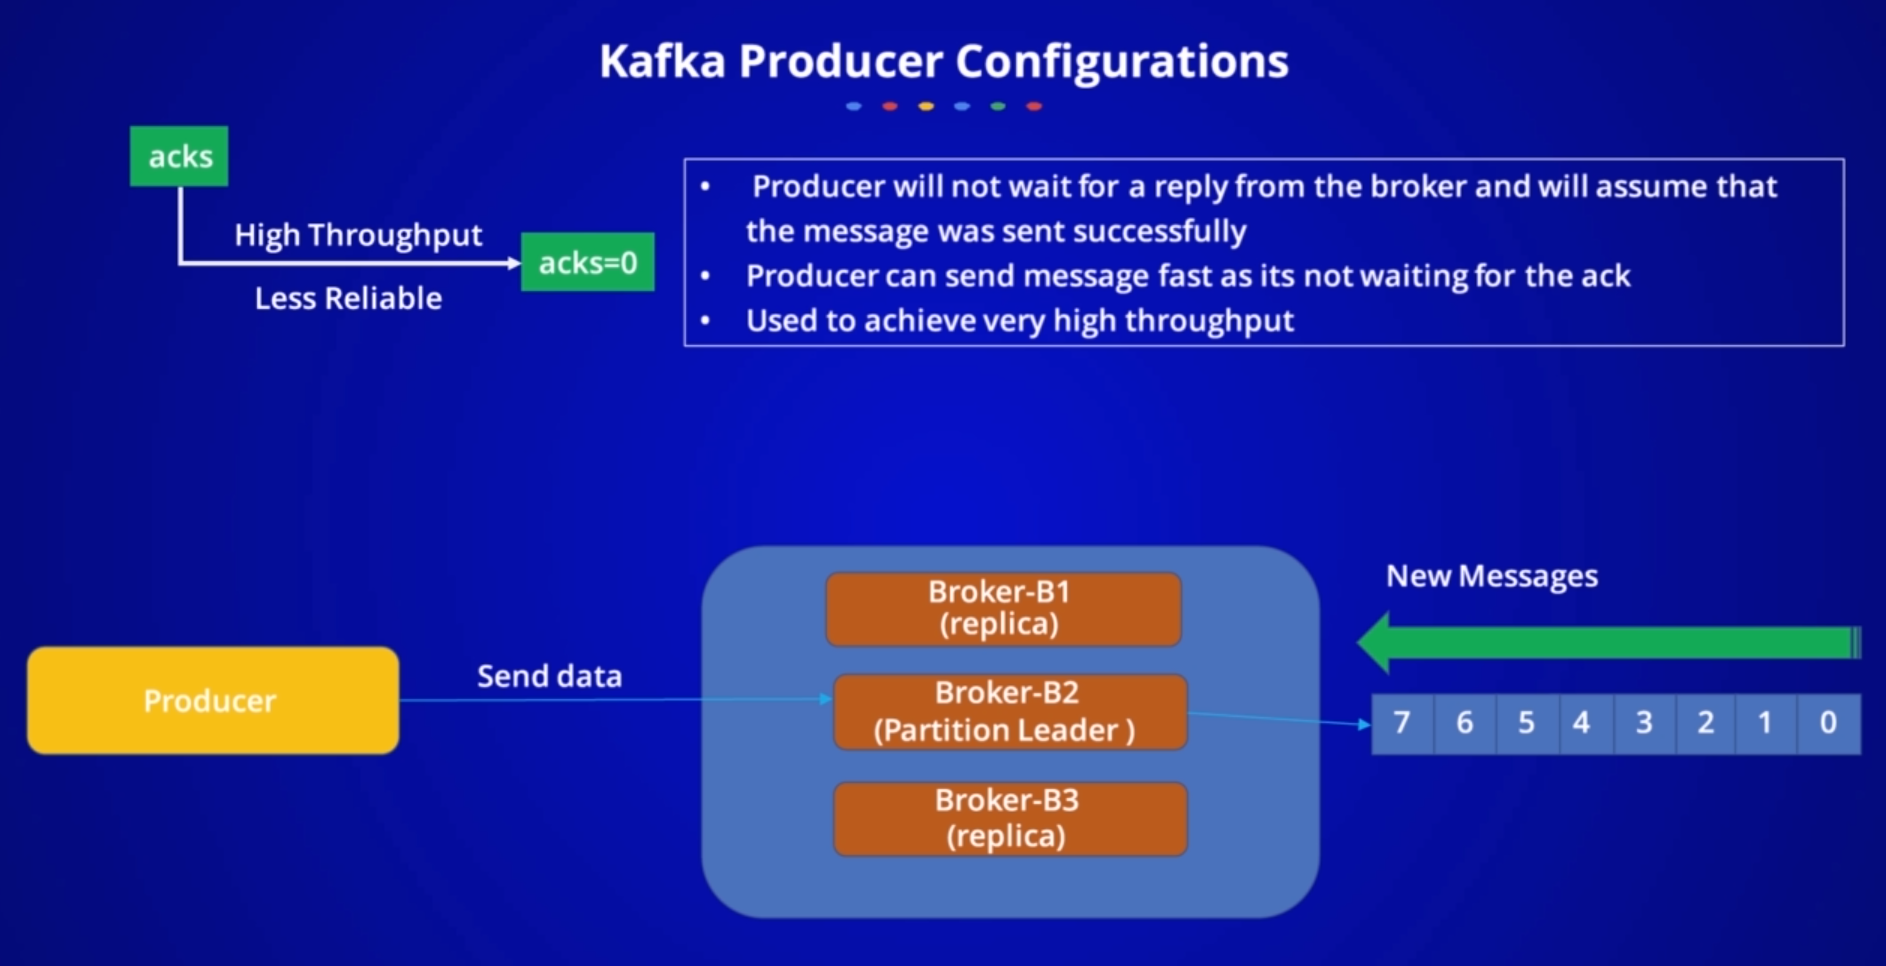 Kafka Producer Configurations
acks
High Throughput
acks=0
Less Reliable
• Producer will not wait for a reply from the broker and will assume that
the message was sent successfully
• Producer can send message fast as its not waiting for the ack
• Used to achieve very high throughput
Producer
Send data
Broker-B1
(replica)
Broker-B2
(Partition Leader )
Broker-B3
(replica)
New Messages
7 6 5 4 3 2 1 0